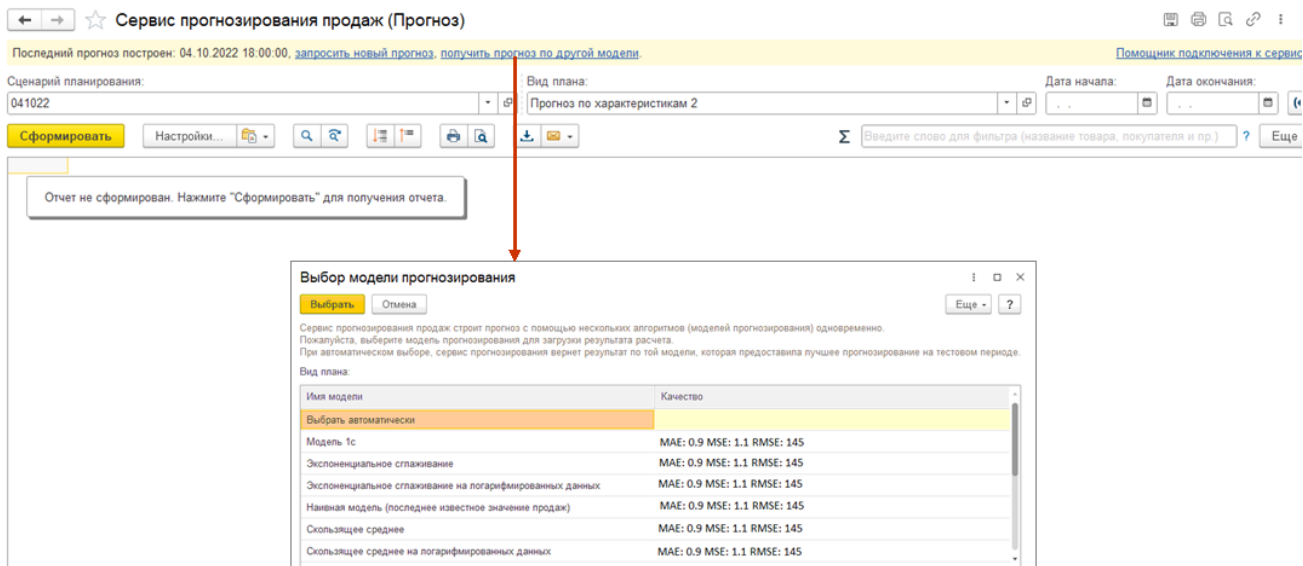 Сервис прогнозирования продаж (Прогноз)
Последний прогноз построен: 04.10.2022 18:00:00, запросить новый прогноз, получить прогноз по другой модели.
Помощник подключения к сервис
Сценарий планирования:
Вид плана:
Дата начала:
Дата окончания:
041022
Прогноз по характеристикам 2
. .
. .
Сформировать
Настройки...
Σ
Введите слово для фильтра (название товара, покупателя и пр.)
?
Еще
Отчет не сформирован. Нажмите "Сформировать" для получения отчета.
Выбор модели прогнозирования
Выбрать
Отмена
Еще
?
Сервис прогнозирования продаж строит прогноз с помощью нескольких алгоритмов (моделей прогнозирования) одновременно.
Пожалуйста, выберите модель прогнозирования для загрузки результата расчета.
При автоматическом выборе, сервис прогнозирования вернет результат по той модели, которая предоставила лучшее прогнозирование на тестовом периоде.
Вид плана:
Имя модели Качество
Выбрать автоматически
Модель 1с MAE: 0.9 MSE: 1.1 RMSE: 145
Экспоненциальное сглаживание MAE: 0.9 MSE: 1.1 RMSE: 145
Экспоненциальное сглаживание на логарифмированных данных MAE: 0.9 MSE: 1.1 RMSE: 145
Наивная модель (последнее известное значение продаж) MAE: 0.9 MSE: 1.1 RMSE: 145
Скользящее среднее MAE: 0.9 MSE: 1.1 RMSE: 145
Скользящее среднее на логарифмированных данных MAE: 0.9 MSE: 1.1 RMSE: 145